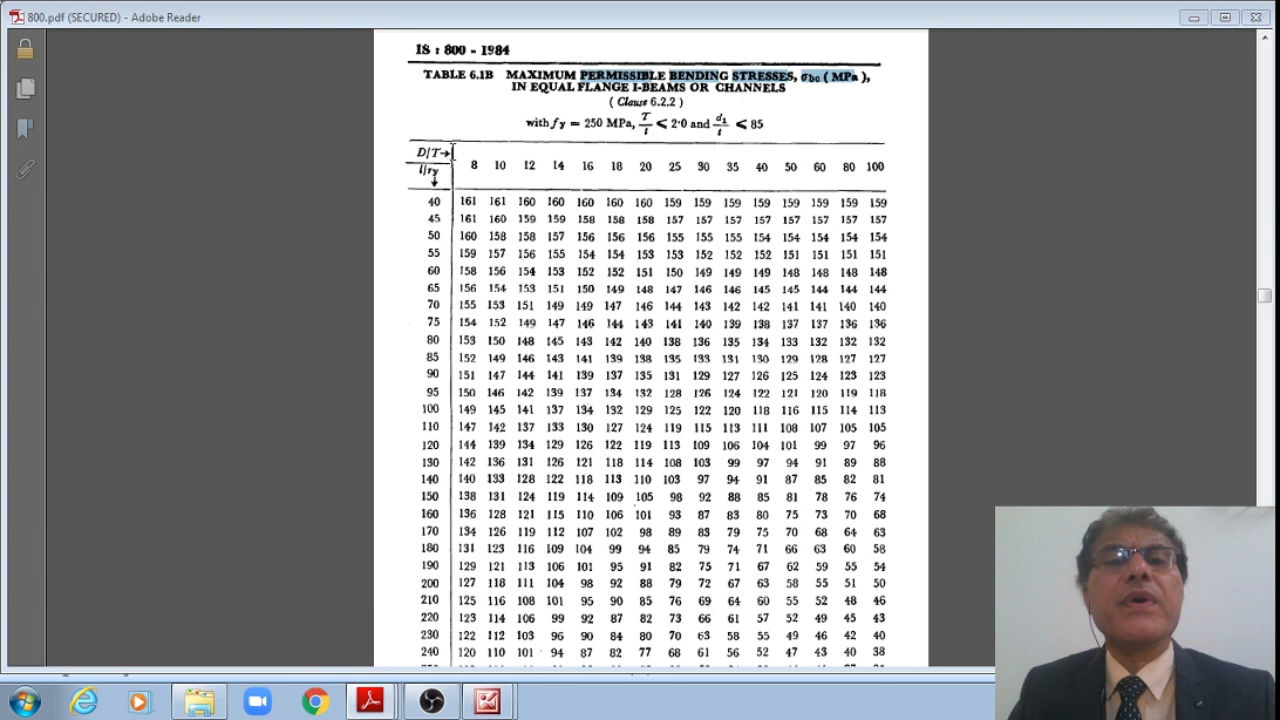 800.pdf (SECURED) - Adobe Reader
IS : 800 - 1984
TABLE 6.1B MAXIMUM PERMISSIBLE BENDING STRESSES, σbc ( MPa ),
IN EQUAL FLANGE I-BEAMS OR CHANNELS
( Clause 6.2.2 )
with fy = 250 MPa, T/t ≤ 2·0 and d1/t ≤ 85
D/T→ 8 10 12 14 16 18 20 25 30 35 40 50 60 80 100
l/ry ↓
40 161 161 160 160 160 160 160 159 159 159 159 159 159 159 159
45 161 160 159 159 158 158 158 157 157 157 157 157 157 157 157
50 160 158 158 157 156 156 156 155 155 155 154 154 154 154 154
55 159 157 156 155 154 154 153 153 152 152 152 151 151 151 151
60 158 156 154 153 152 152 151 150 149 149 149 148 148 148 148
65 156 154 153 151 150 149 148 147 146 146 145 145 144 144 144
70 155 153 151 149 149 147 146 144 143 142 142 141 141 140 140
75 154 152 149 147 146 144 143 141 140 139 138 137 137 136 136
80 153 150 148 145 143 142 140 138 136 135 134 133 132 132 132
85 152 149 146 143 141 139 138 135 133 131 130 129 128 127 127
90 151 147 144 141 139 137 135 131 129 127 126 125 124 123 123
95 150 146 142 139 137 134 132 128 126 124 122 121 120 119 118
100 149 145 141 137 134 132 129 125 122 120 118 116 115 114 113
110 147 142 137 133 130 127 124 119 115 113 111 108 107 105 105
120 144 139 134 129 126 122 119 113 109 106 104 101 99 97 96
130 142 136 131 126 121 118 114 108 103 99 97 94 91 89 88
140 140 133 128 122 118 113 110 103 97 94 91 87 85 82 81
150 138 131 124 119 114 109 105 98 92 88 85 81 78 76 74
160 136 128 121 115 110 106 101 93 87 83 80 75 73 70 68
170 134 126 119 112 107 102 98 89 83 79 75 70 68 64 63
180 131 123 116 109 104 99 94 85 79 74 71 66 63 60 58
190 129 121 113 106 101 95 91 82 75 71 67 62 59 55 54
200 127 118 111 104 98 92 88 79 72 67 63 58 55 51 50
210 125 116 108 101 95 90 85 76 69 64 60 55 52 48 46
220 123 114 106 99 92 87 82 73 66 61 57 52 49 45 43
230 122 112 103 96 90 84 80 70 63 58 55 49 46 42 40
240 120 110 101 94 87 82 77 68 61 56 52 47 43 40 38